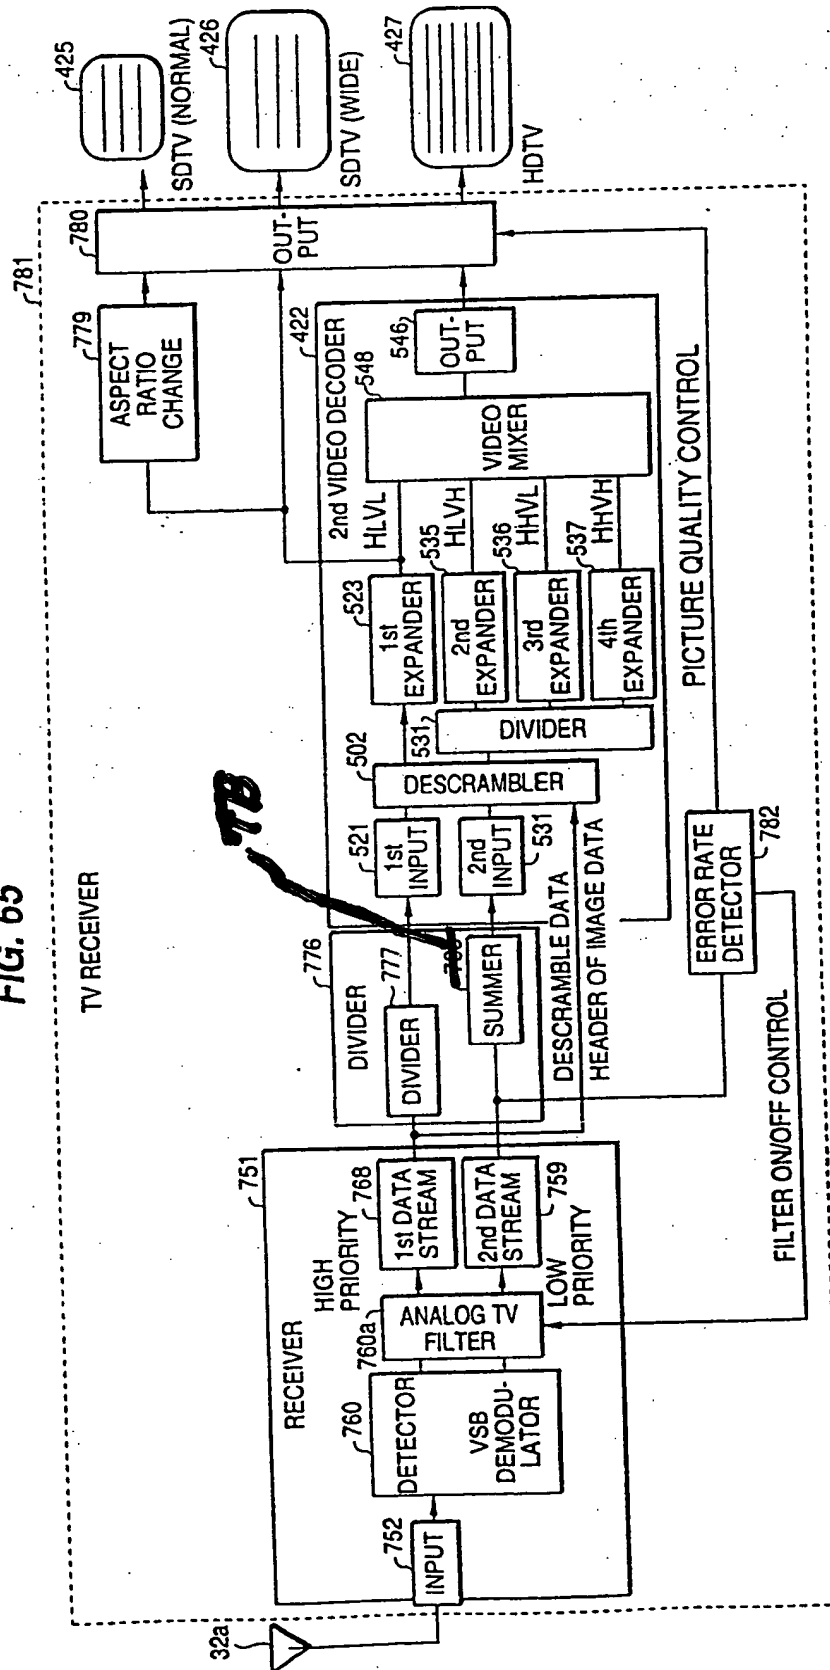 FIG. 65
TV RECEIVER
781
32a
RECEIVER
751
752
INPUT
760
DETECTOR
VSB
DEMODU-
LATOR
760a
ANALOG TV
FILTER
HIGH
PRIORITY
768
1st DATA
STREAM
2nd DATA
STREAM
759
LOW
PRIORITY
776
DIVIDER
777
DIVIDER
SUMMER
DESCRAMBLE DATA
HEADER OF IMAGE DATA
2nd VIDEO DECODER
422
521
1st
INPUT
2nd
INPUT
531
502
DESCRAMBLER
531
DIVIDER
523
1st
EXPANDER
HLVL
535
2nd
EXPANDER
HLVH
536
3rd
EXPANDER
HHVL
537
4th
EXPANDER
HHVH
548
VIDEO
MIXER
546
OUT-
PUT
779
ASPECT
RATIO
CHANGE
780
OUT-
PUT
425
SDTV (NORMAL)
426
SDTV (WIDE)
427
HDTV
ERROR RATE
DETECTOR
782
PICTURE QUALITY CONTROL
FILTER ON/OFF CONTROL